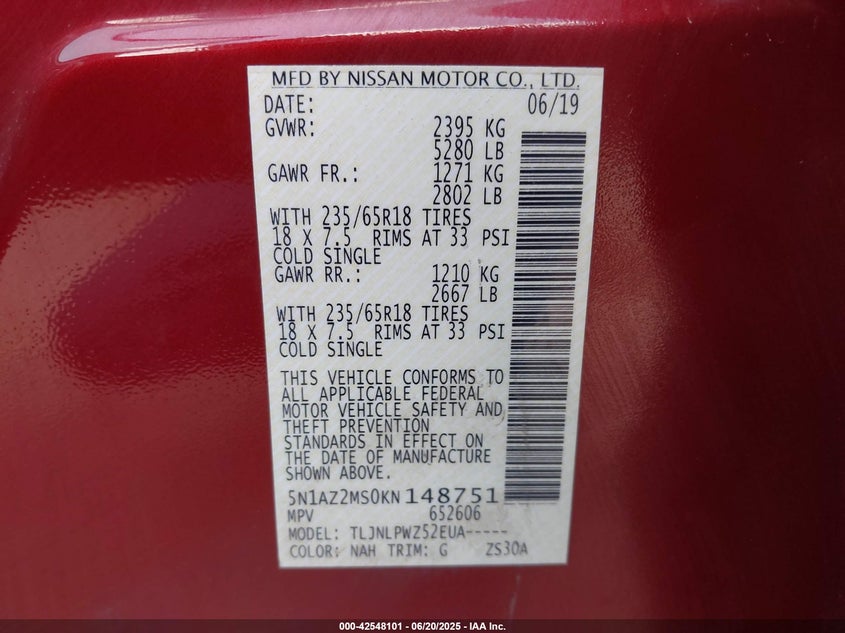 MFD BY NISSAN MOTOR CO., LTD.
DATE: 06/19
GVWR: 2395 KG
5280 LB
GAWR FR.: 1271 KG
2802 LB
WITH 235/65R18 TIRES
18 X 7.5 RIMS AT 33 PSI
COLD SINGLE
GAWR RR.: 1210 KG
2667 LB
WITH 235/65R18 TIRES
18 X 7.5 RIMS AT 33 PSI
COLD SINGLE
THIS VEHICLE CONFORMS TO
ALL APPLICABLE FEDERAL
MOTOR VEHICLE SAFETY AND
THEFT PREVENTION
STANDARDS IN EFFECT ON
THE DATE OF MANUFACTURE
SHOWN ABOVE.
5N1AZ2MS0KN148751
MPV 652606
MODEL: TLJNLPWZ52EUA-----
COLOR: NAH TRIM: G ZS30A
000-42548101 - 06/20/2025 - IAA Inc.